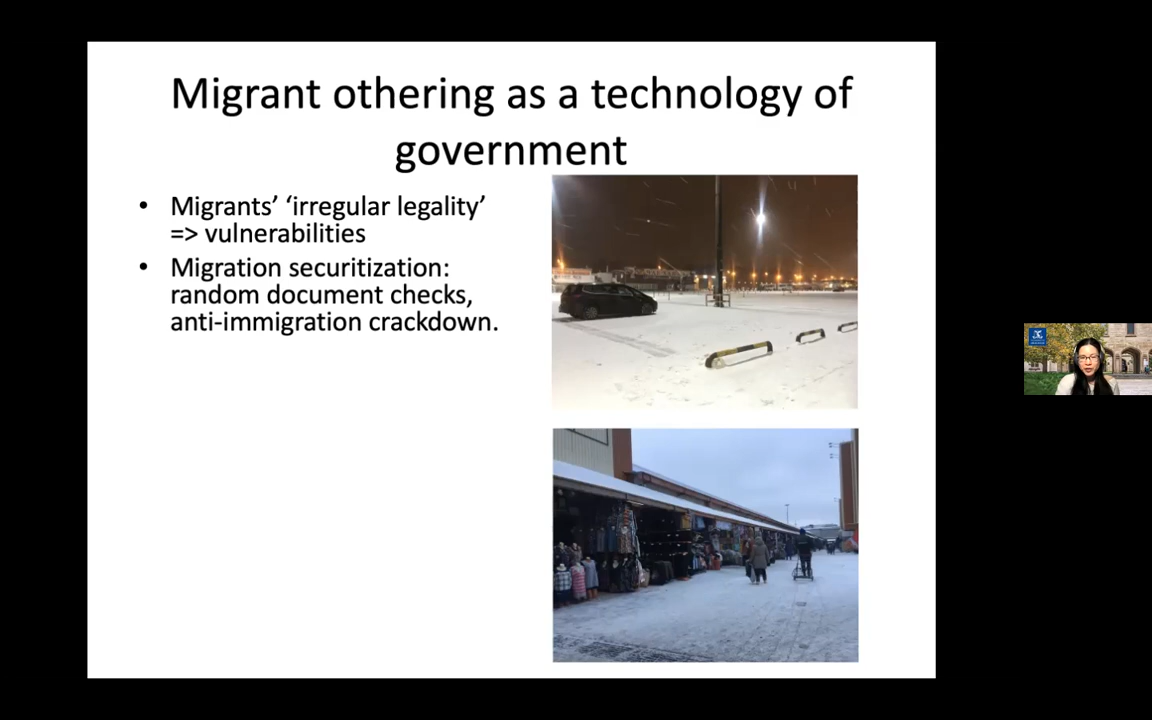 Migrant othering as a technology of
government
• Migrants’ ‘irregular legality’
=> vulnerabilities
• Migration securitization:
random document checks,
anti-immigration crackdown.